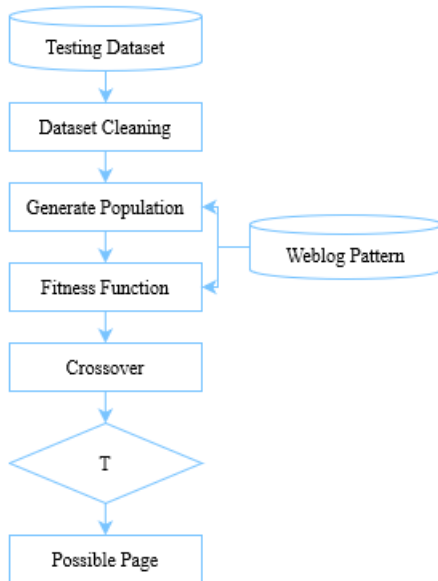 Testing Dataset
Dataset Cleaning
Generate Population
Weblog Pattern
Fitness Function
Crossover
T
Possible Page